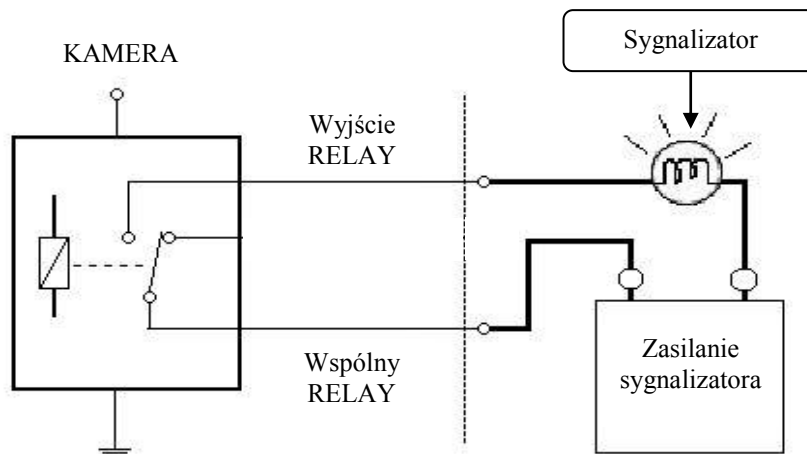 Sygnalizator
KAMERA
Wyjście
RELAY
Wspólny
RELAY
Zasilanie
sygnalizatora